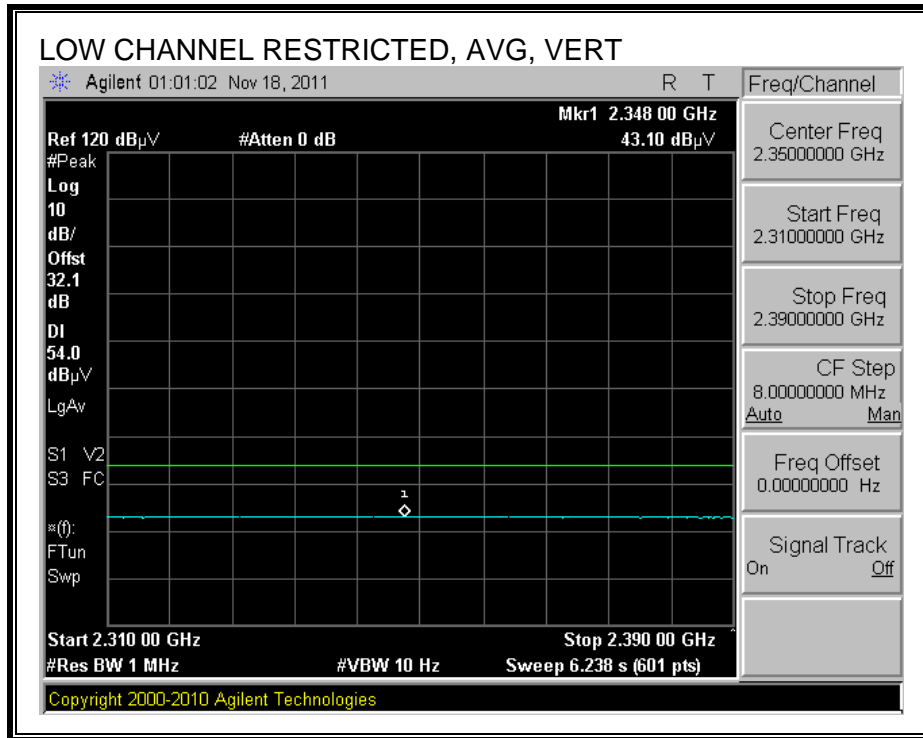 LOW CHANNEL RESTRICTED, AVG, VERT
Agilent 01:01:02 Nov 18, 2011 R T
Mkr1 2.348 00 GHz
Ref 120 dBµV #Atten 0 dB 43.10 dBµV
#Peak
Log
10
dB/
Offst
32.1
dB
DI
54.0
dBµV
LgAv
S1 V2
S3 FC
1
¤(f):
FTun
Swp
Start 2.310 00 GHz Stop 2.390 00 GHz ^
#Res BW 1 MHz #VBW 10 Hz Sweep 6.238 s (601 pts)
Freq/Channel
Center Freq
2.35000000 GHz
Start Freq
2.31000000 GHz
Stop Freq
2.39000000 GHz
CF Step
8.00000000 MHz
Auto Man
Freq Offset
0.00000000 Hz
Signal Track
On Off
Copyright 2000-2010 Agilent Technologies